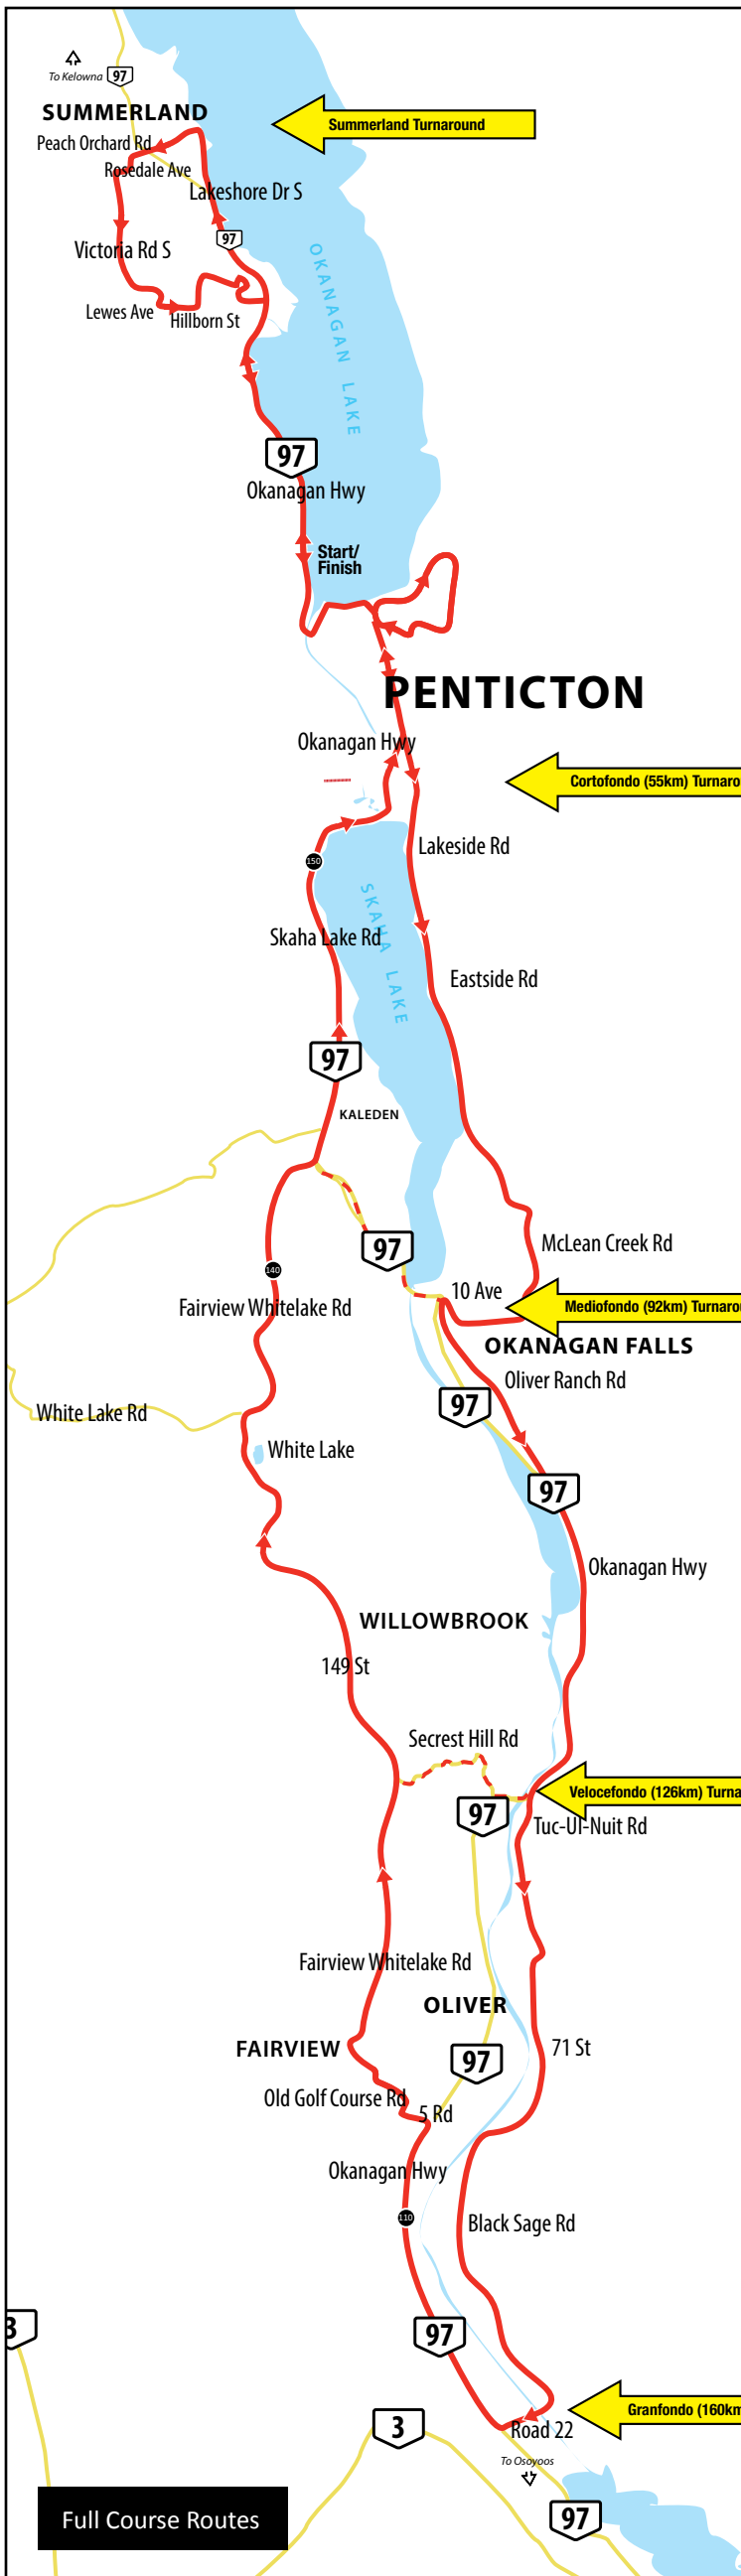 To Kelowna
97
SUMMERLAND
Summerland Turnaround
Peach Orchard Rd
Rosedale Ave
Lakeshore Dr S
97
Victoria Rd S
OKANAGAN LAKE
Lewes Ave
Hillborn St
97
Okanagan Hwy
Start/
Finish
PENTICTON
Okanagan Hwy
Cortofondo (55km) Turnaro
Lakeside Rd
150
SKAHA LAKE
Skaha Lake Rd
Eastside Rd
97
KALEDEN
97
McLean Creek Rd
140
10 Ave
Fairview Whitelake Rd
Mediofondo (92km) Turnarou
OKANAGAN FALLS
Oliver Ranch Rd
97
White Lake Rd
White Lake
97
Okanagan Hwy
WILLOWBROOK
149 St
Secrest Hill Rd
Velocefondo (126km) Turna
97
Tuc-Ul-Nuit Rd
Fairview Whitelake Rd
OLIVER
FAIRVIEW
97
71 St
Old Golf Course Rd
5 Rd
Okanagan Hwy
110
Black Sage Rd
3
97
Granfondo (160km
3
Road 22
To Osoyoos
Full Course Routes
97